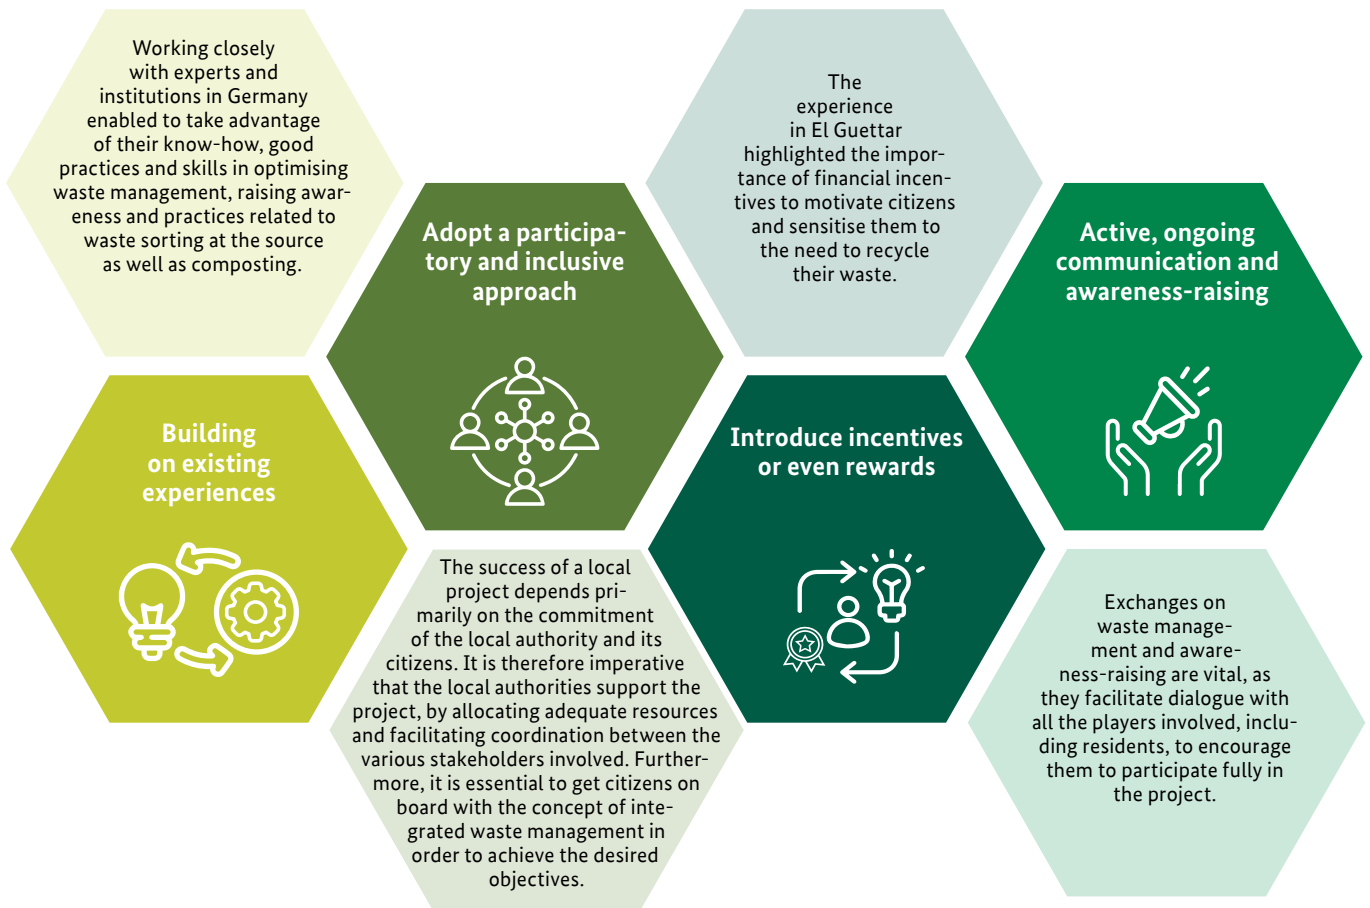 Working closely
with experts and
institutions in Germany
enabled to take advantage
of their know-how, good
practices and skills in optimising
waste management, raising awar-
eness and practices related to
waste sorting at the source
as well as composting.
Building
on existing
experiences
Adopt a participa-
tory and inclusive
approach
The success of a local
project depends pri-
marily on the commitment
of the local authority and its
citizens. It is therefore imperative
that the local authorities support the
project, by allocating adequate resources
and facilitating coordination between the
various stakeholders involved. Further-
more, it is essential to get citizens on
board with the concept of inte-
grated waste management in
order to achieve the desired
objectives.
The
experience
in El Guettar
highlighted the impor-
tance of financial incen-
tives to motivate citizens
and sensitise them to
the need to recycle
their waste.
Introduce incentives
or even rewards
Active, ongoing
communication and
awareness-raising
Exchanges on
waste manage-
ment and aware-
ness-raising are vital, as
they facilitate dialogue with
all the players involved, inclu-
ding residents, to encourage
them to participate fully in
the project.